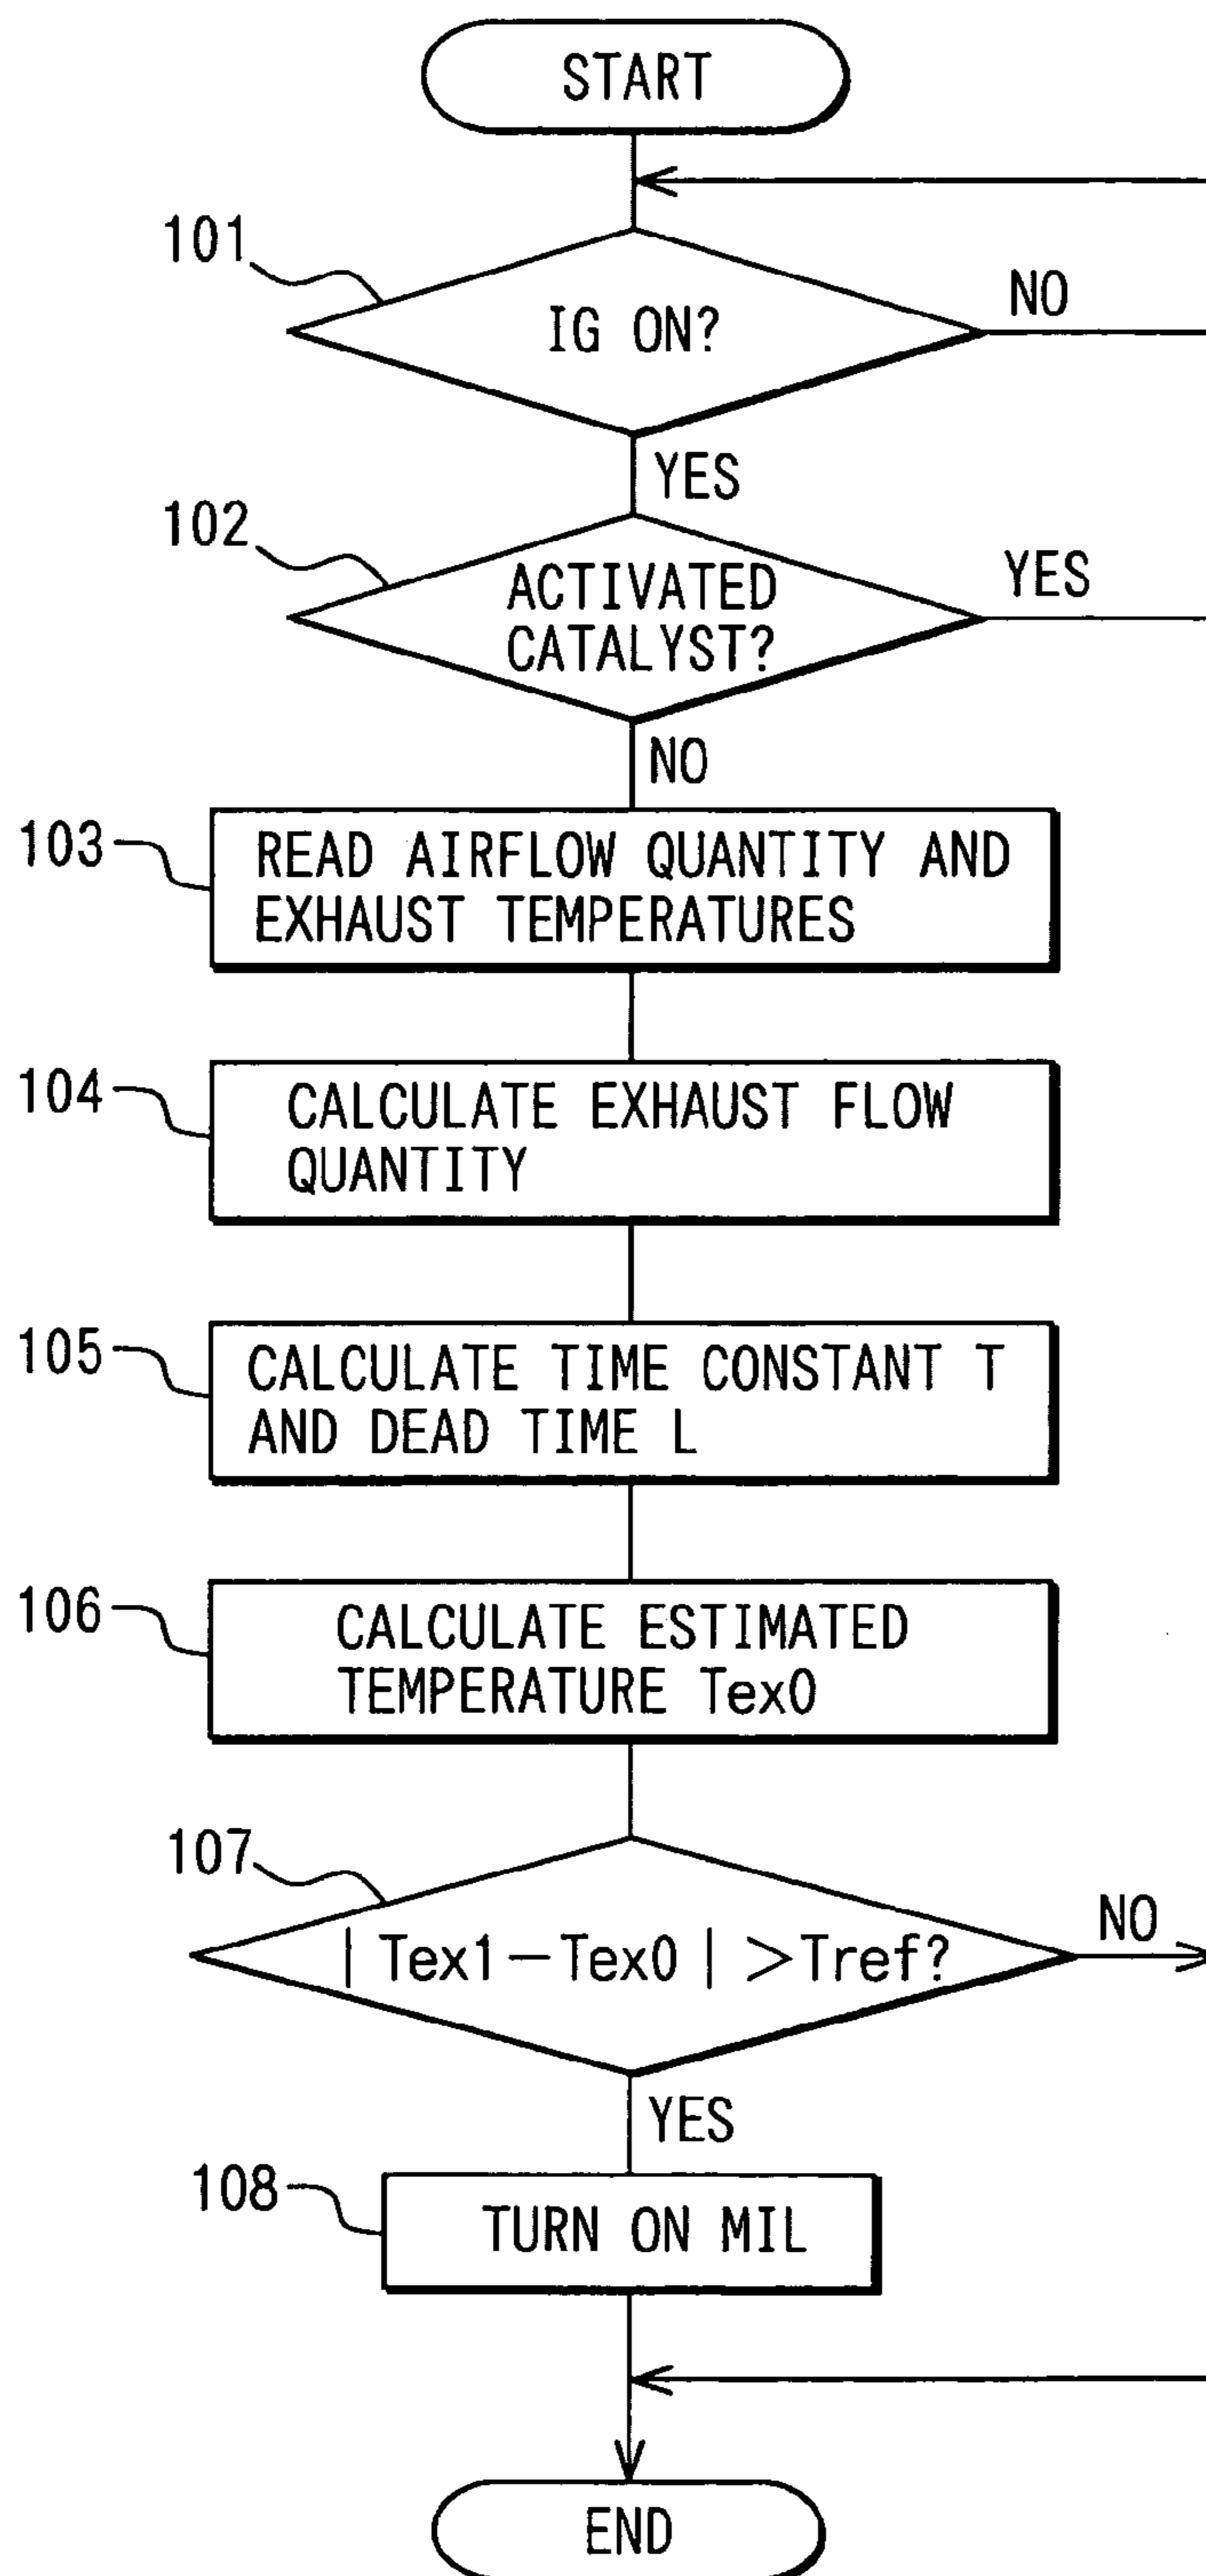 START
101
IG ON?
NO
YES
102
ACTIVATED
CATALYST?
YES
NO
103
READ AIRFLOW QUANTITY AND
EXHAUST TEMPERATURES
104
CALCULATE EXHAUST FLOW
QUANTITY
105
CALCULATE TIME CONSTANT T
AND DEAD TIME L
106
CALCULATE ESTIMATED
TEMPERATURE Tex0
107
| Tex1－Tex0 | ＞Tref?
NO
YES
108
TURN ON MIL
END